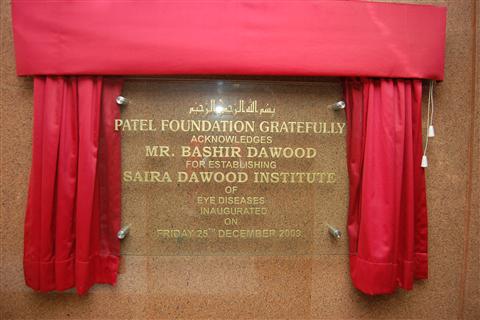 بسم الله الرحمن الرحيم
PATEL FOUNDATION GRATEFULLY
ACKNOWLEDGES
MR. BASHIR DAWOOD
FOR ESTABLISHING
SAIRA DAWOOD INSTITUTE
OF
EYE DISEASES
INAUGURATED
ON
FRIDAY 25TH DECEMBER 2009